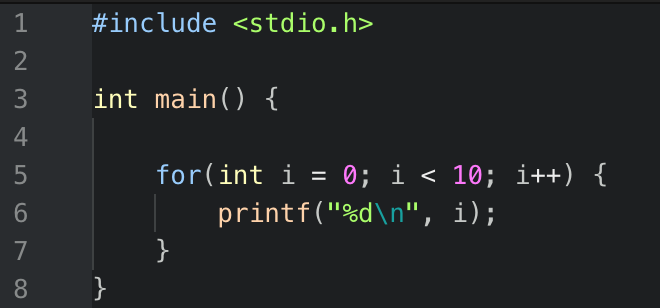 1 #include <stdio.h>
2
3 int main() {
4
5     for(int i = 0; i < 10; i++) {
6         printf("%d\n", i);
7     }
8 }